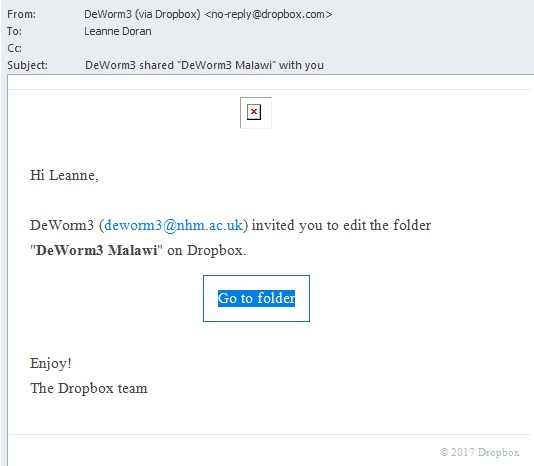 From: DeWorm3 (via Dropbox) <no-reply@dropbox.com>
To: Leanne Doran
Cc:
Subject: DeWorm3 shared "DeWorm3 Malawi" with you
Hi Leanne,
DeWorm3 (deworm3@nhm.ac.uk) invited you to edit the folder
"DeWorm3 Malawi" on Dropbox.
Go to folder
Enjoy!
The Dropbox team
© 2017 Dropbox